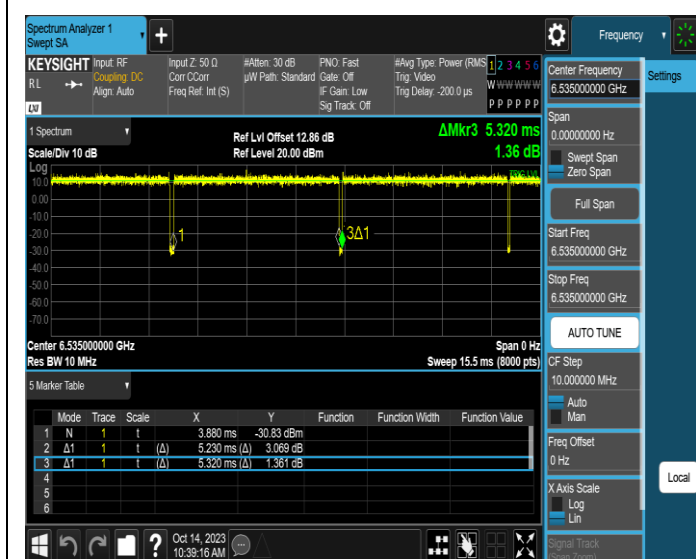 Spectrum Analyzer 1
Swept SA
+
Frequency
KEYSIGHT
RL
LXI
Input: RF
Coupling: DC
Align: Auto
Input Z: 50 Ω
Corr CCorr
Freq Ref: Int (S)
#Atten: 30 dB
µW Path: Standard
PNO: Fast
Gate: Off
IF Gain: Low
Sig Track: Off
#Avg Type: Power (RMS
Trig: Video
Trig Delay: -200.0 µs
1 2 3 4 5 6
W W W W W W
P P P P P P
1 Spectrum
Scale/Div 10 dB
Log
Ref Lvl Offset 12.86 dB
Ref Level 20.00 dBm
ΔMkr3 5.320 ms
1.36 dB
10.0
0.00
-10.0
-20.0
-30.0
-40.0
-50.0
-60.0
-70.0
1
3Δ1
Center 6.535000000 GHz
Res BW 10 MHz
Span 0 Hz
Sweep 15.5 ms (8000 pts)
5 Marker Table
Mode Trace Scale X Y Function Function Width Function Value
1 N 1 t 3.880 ms -30.83 dBm
2 Δ1 1 t (Δ) 5.230 ms (Δ) 3.069 dB
3 Δ1 1 t (Δ) 5.320 ms (Δ) 1.361 dB
4
5
6
?
Oct 14, 2023
10:39:16 AM
Center Frequency
6.535000000 GHz
Span
0.00000000 Hz
Swept Span
Zero Span
Full Span
Start Freq
6.535000000 GHz
Stop Freq
6.535000000 GHz
AUTO TUNE
CF Step
10.000000 MHz
Auto
Man
Freq Offset
0 Hz
X Axis Scale
Log
Lin
Signal Track
(Span Zoom)
Settings
Local